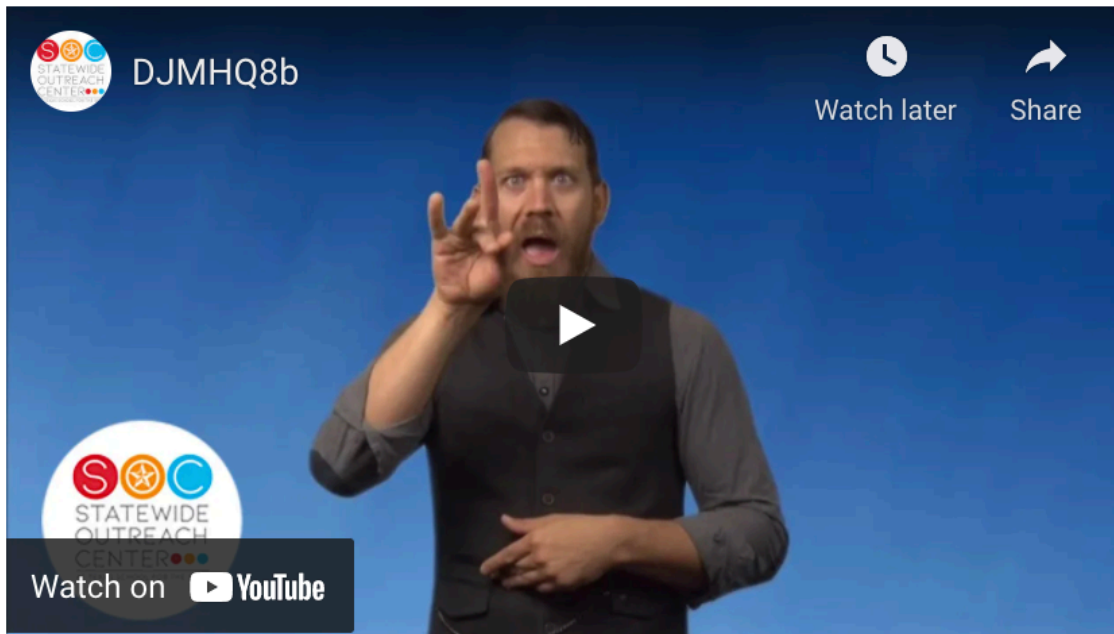 SOC
STATEWIDE
OUTREACH
CENTER
DJMHQ8b
Watch later
Share
SOC
STATEWIDE
OUTREACH
CENTER
Watch on YouTube